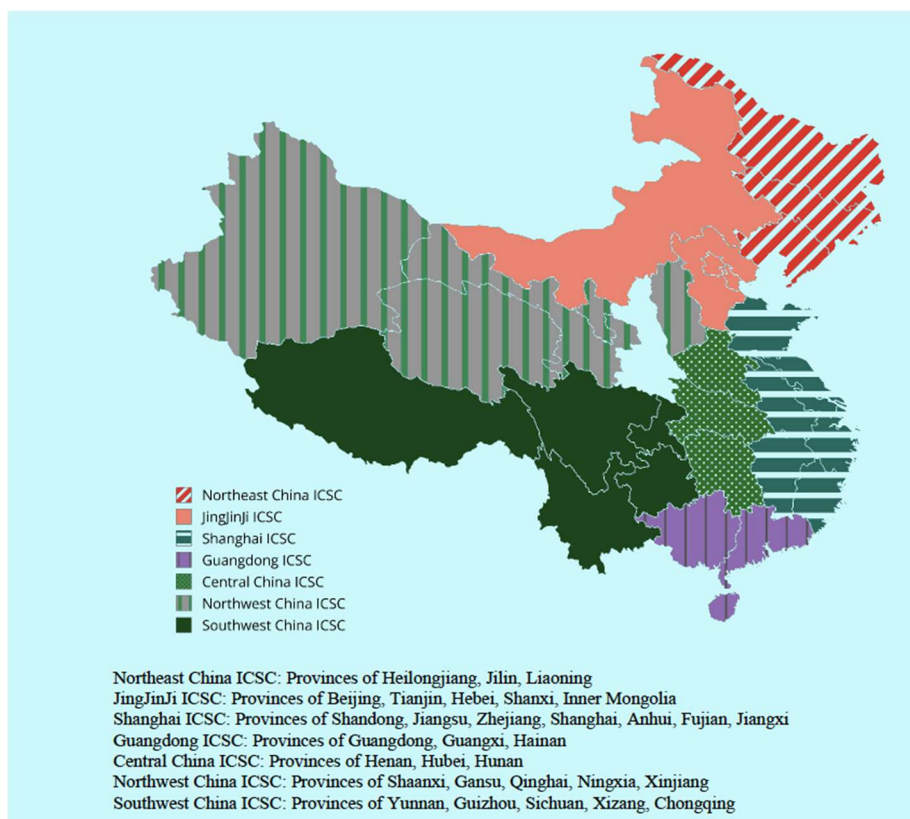 Northeast China ICSC
JingJinJi ICSC
Shanghai ICSC
Guangdong ICSC
Central China ICSC
Northwest China ICSC
Southwest China ICSC
Northeast China ICSC: Provinces of Heilongjiang, Jilin, Liaoning
JingJinJi ICSC: Provinces of Beijing, Tianjin, Hebei, Shanxi, Inner Mongolia
Shanghai ICSC: Provinces of Shandong, Jiangsu, Zhejiang, Shanghai, Anhui, Fujian, Jiangxi
Guangdong ICSC: Provinces of Guangdong, Guangxi, Hainan
Central China ICSC: Provinces of Henan, Hubei, Hunan
Northwest China ICSC: Provinces of Shaanxi, Gansu, Qinghai, Ningxia, Xinjiang
Southwest China ICSC: Provinces of Yunnan, Guizhou, Sichuan, Xizang, Chongqing